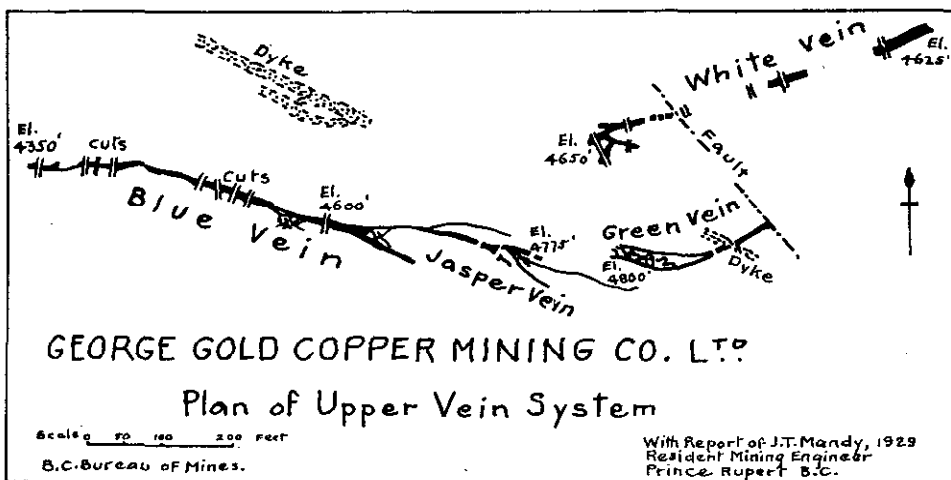 Dyke
White Vein
El.
4625'
El.
4350'
Cuts
Cuts
Blue Vein
El.
4600'
El.
4650'
Fault
Jasper Vein
El.
4775'
Green Vein
El.
4800'
Dyke
GEORGE GOLD COPPER MINING CO. LTD.
Plan of Upper Vein System
Scale 0 50 100 200 Feet
B.C. Bureau of Mines.
With Report of J.T. Mandy, 1929
Resident Mining Engineer
Prince Rupert B.C.